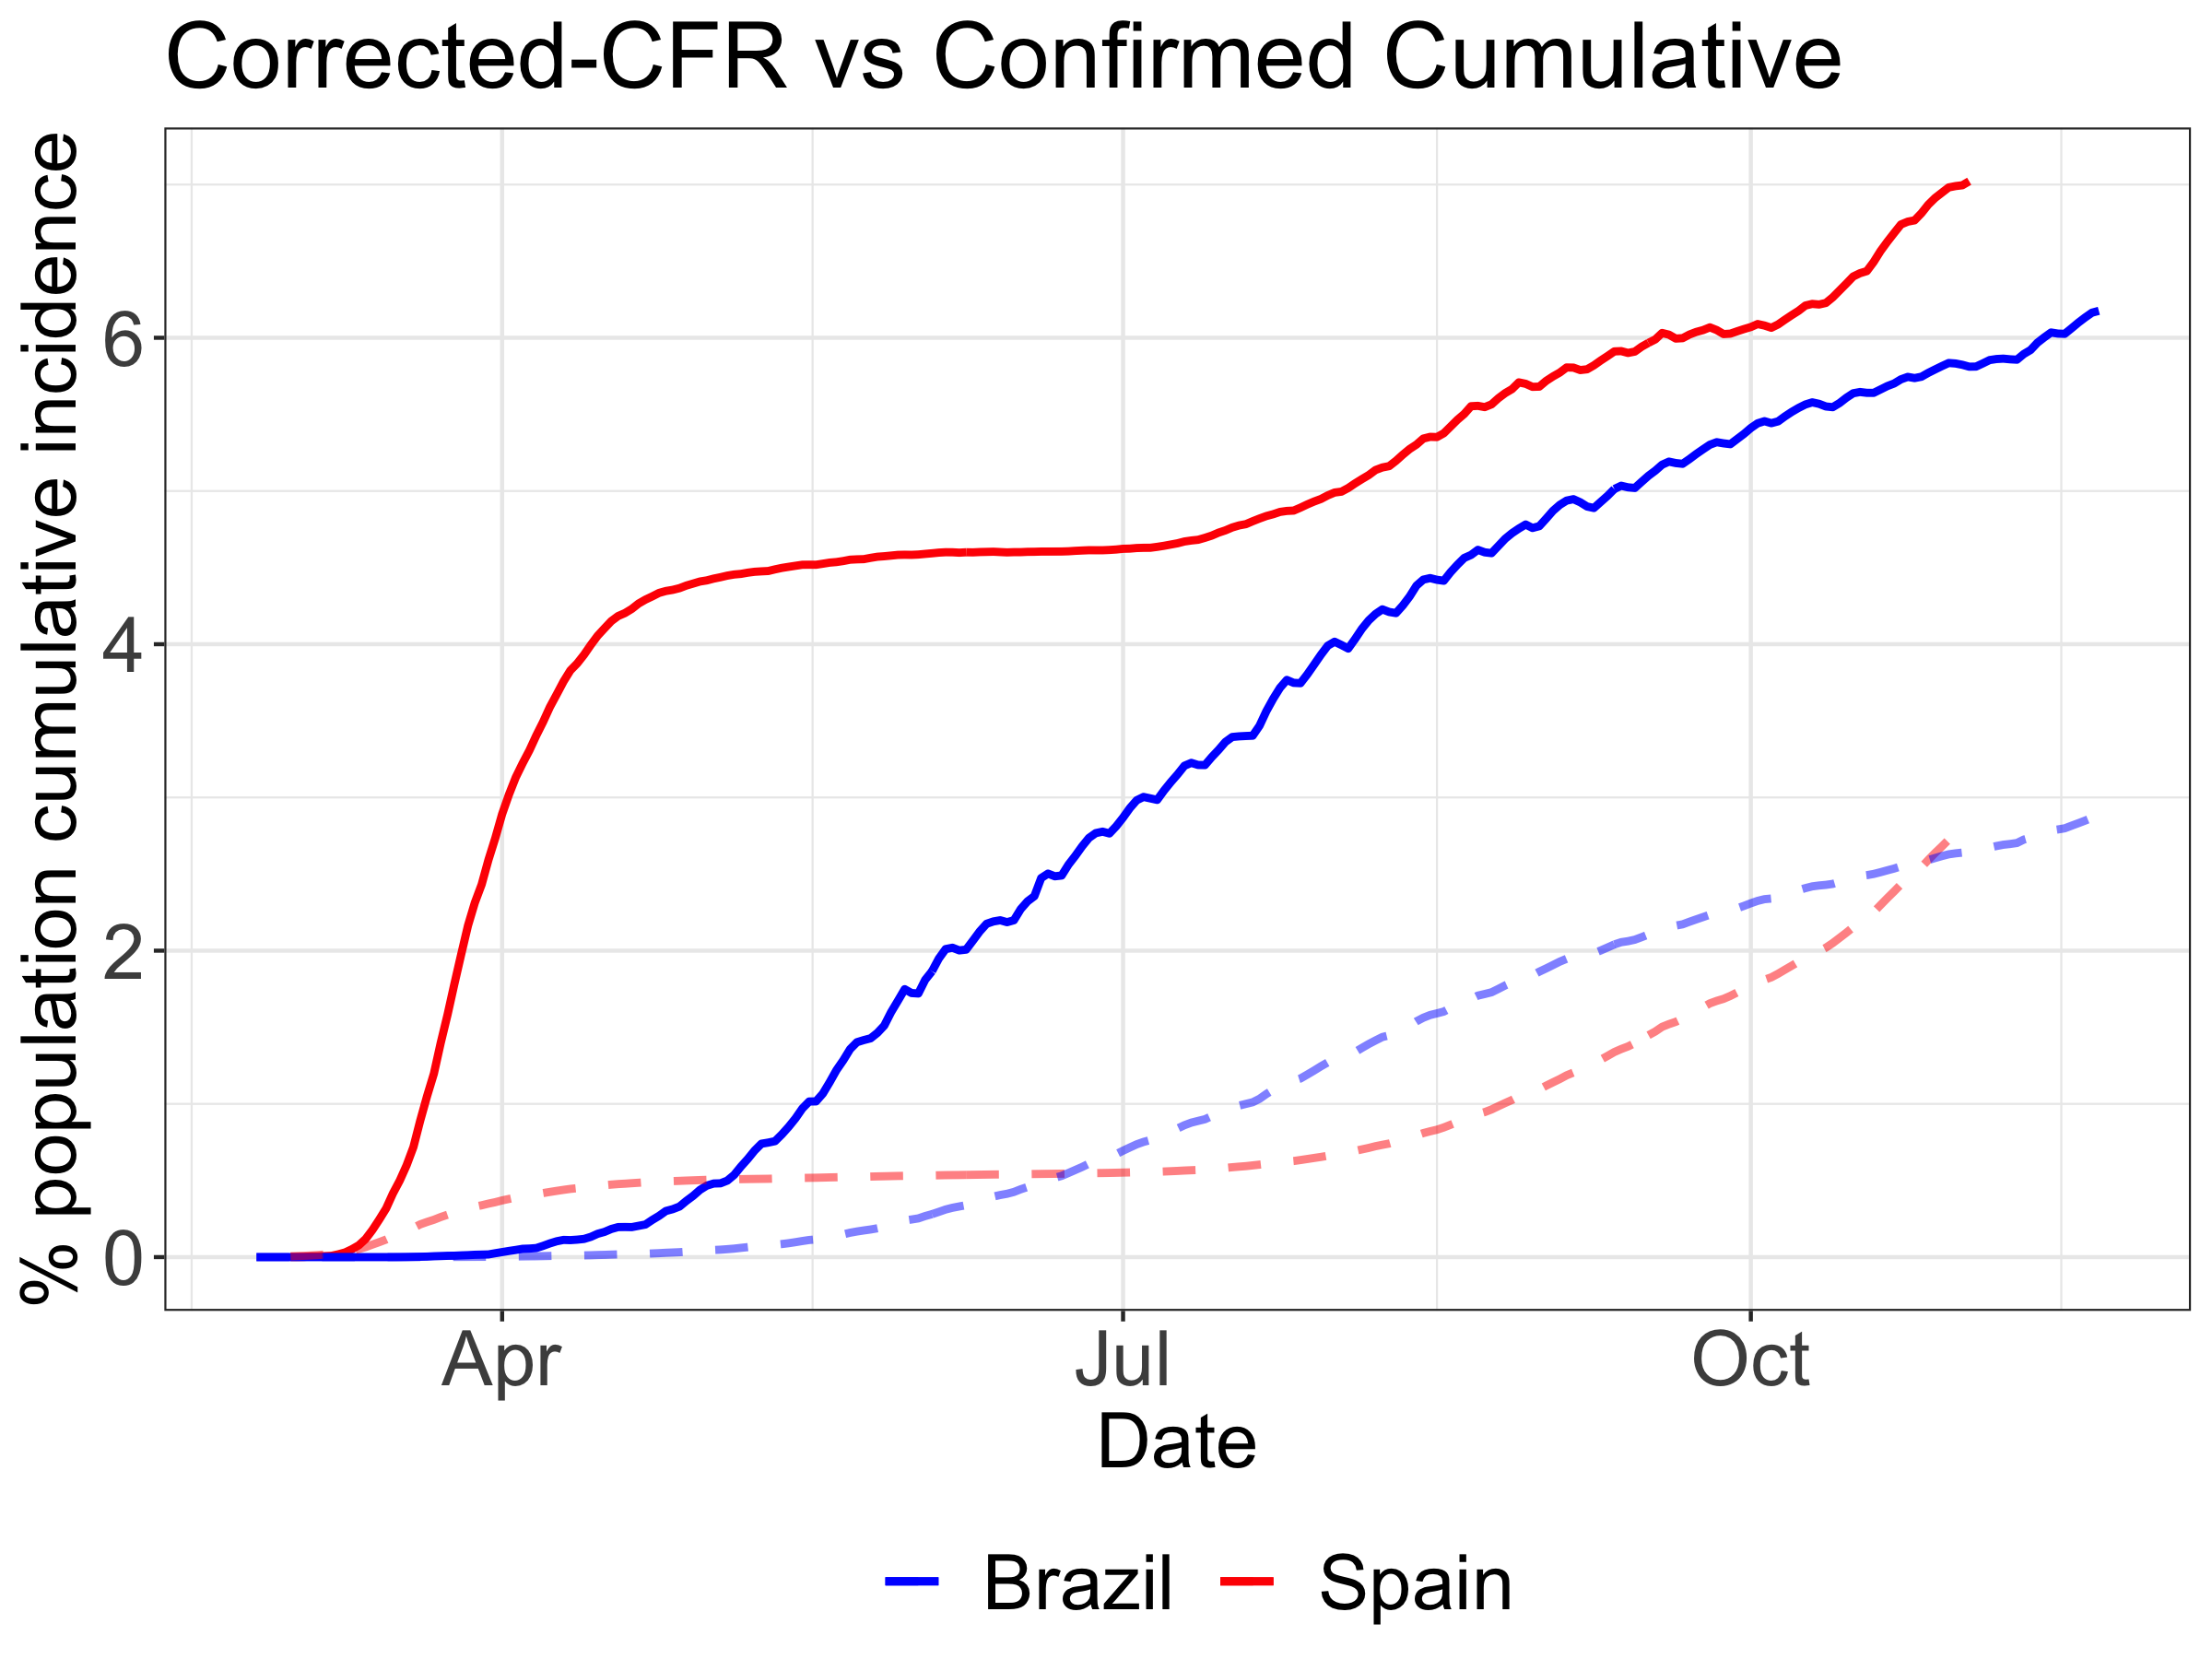 Corrected-CFR vs Confirmed Cumulative
% population cumulative incidence
6
4
2
0
Apr Jul Oct
Date
Brazil Spain